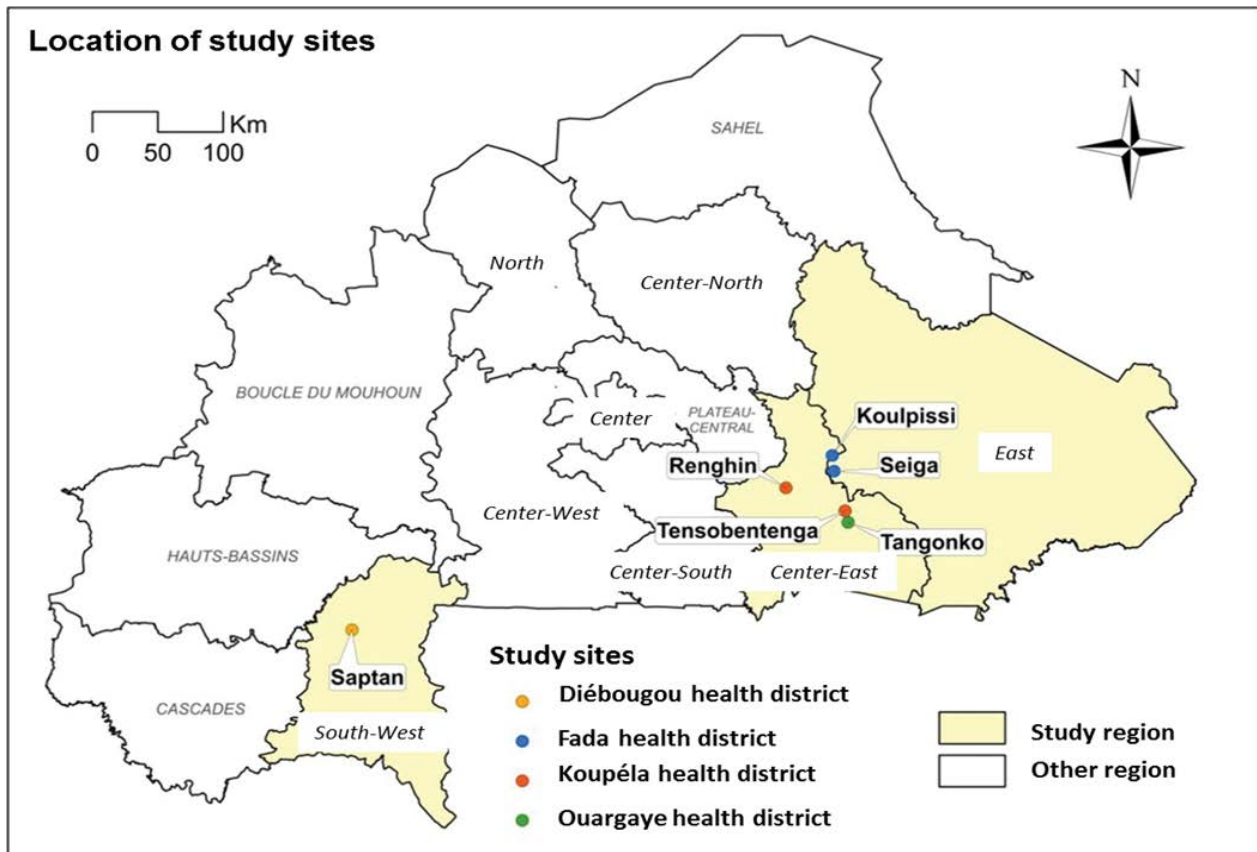 Location of study sites
Km
0 50 100
N
SAHEL
North
Center-North
BOUCLE DU MOUHOUN
Center
PLATEAU-
CENTRAL
Koulpissi
Renghin
Seiga
East
Center-West
Tensobentenga
Tangonko
HAUTS-BASSINS
Center-South
Center-East
Saptan
CASCADES
South-West
Study sites
Diébougou health district
Fada health district
Koupéla health district
Ouargaye health district
Study region
Other region